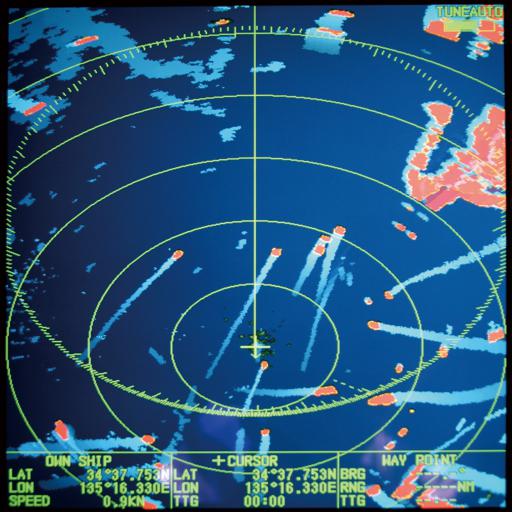 TUNEAUTO
OWN SHIP
LAT 34°37.753N
LON 135°16.330E
SPEED 0.9KN
+CURSOR
LAT 34°37.753N
LON 135°16.330E
TTG 00:00
WAY POINT
BRG ---.-°
RNG -----NM
TTG --:--